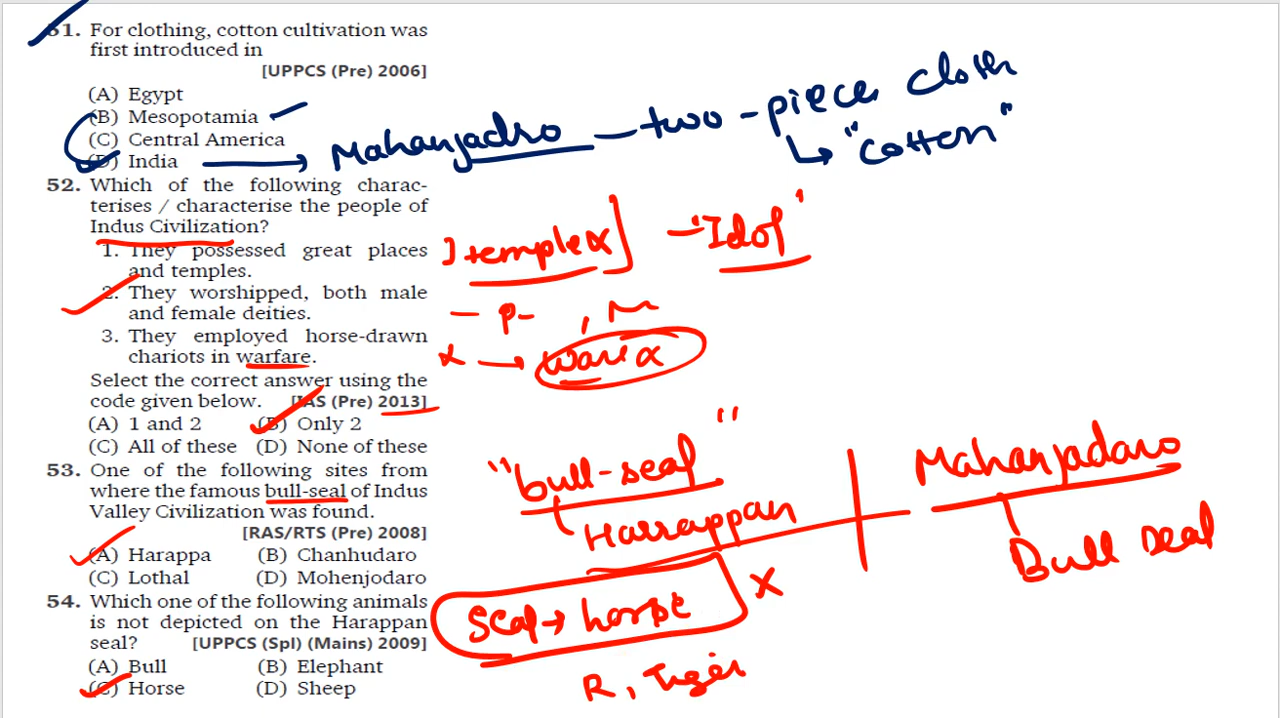 51. For clothing, cotton cultivation was
first introduced in
[UPPCS (Pre) 2006]
(A) Egypt
(B) Mesopotamia
(C) Central America
(D) India
Mahanjadro — two - piece cloth
↳ "cotton"
52. Which of the following charac-
terises / characterise the people of
Indus Civilization?
1. They possessed great places
and temples.
temple x ] - "Idol"
2. They worshipped, both male
and female deities.
- P- , M
3. They employed horse-drawn
chariots in warfare.
x → war x
Select the correct answer using the
code given below. [IAS (Pre) 2013]
(A) 1 and 2 (B) Only 2
(C) All of these (D) None of these
53. One of the following sites from
where the famous bull-seal of Indus
Valley Civilization was found.
[RAS/RTS (Pre) 2008]
(A) Harappa (B) Chanhudaro
(C) Lothal (D) Mohenjodaro
"bull-seal"
Harrappan
Mahanjadaro
Bull seal
54. Which one of the following animals
is not depicted on the Harappan
seal? [UPPCS (Spl) (Mains) 2009]
(A) Bull (B) Elephant
(C) Horse (D) Sheep
Seal → horse x
R, Tiger